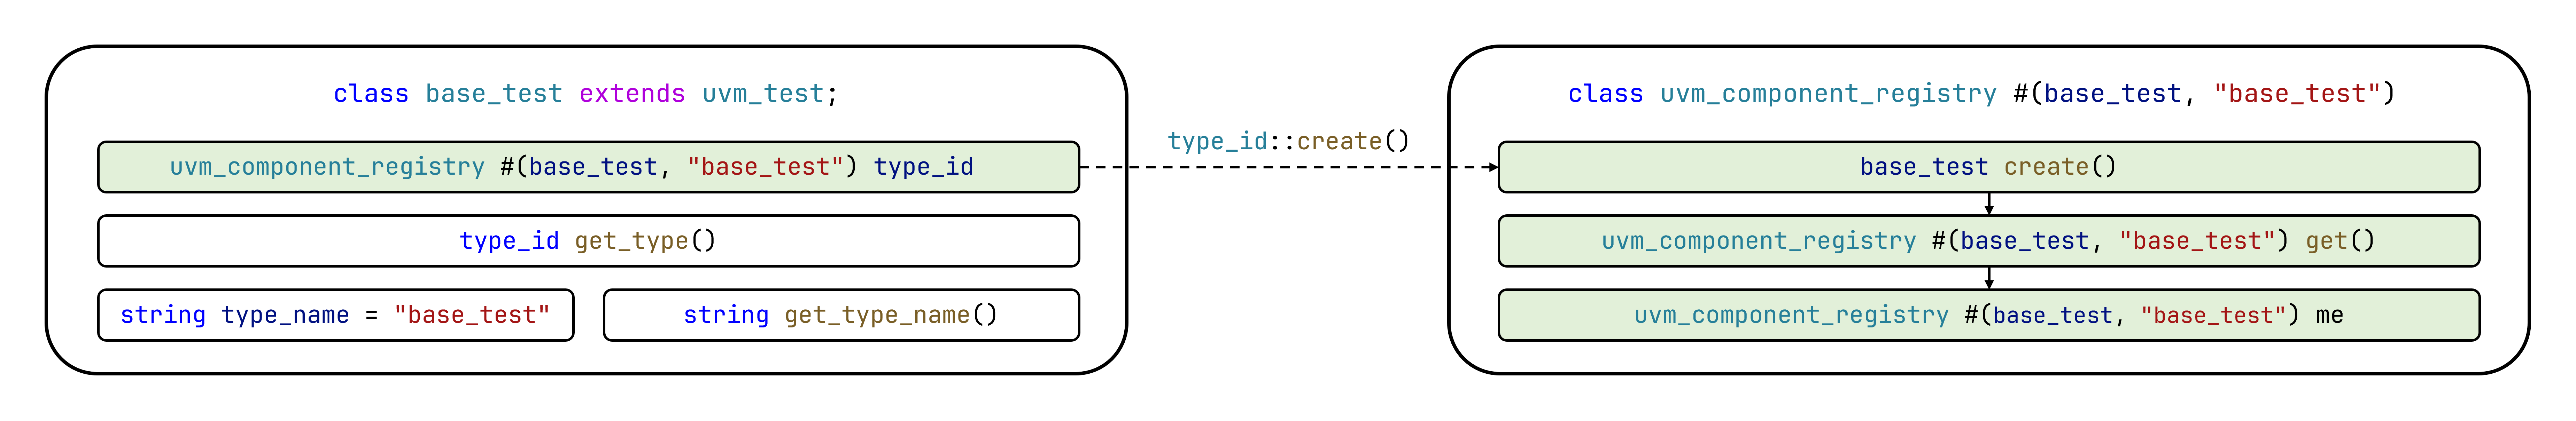 class base_test extends uvm_test;
uvm_component_registry #(base_test, "base_test") type_id
type_id get_type()
string type_name = "base_test"
string get_type_name()
type_id::create()
class uvm_component_registry #(base_test, "base_test")
base_test create()
uvm_component_registry #(base_test, "base_test") get()
uvm_component_registry #(base_test, "base_test") me